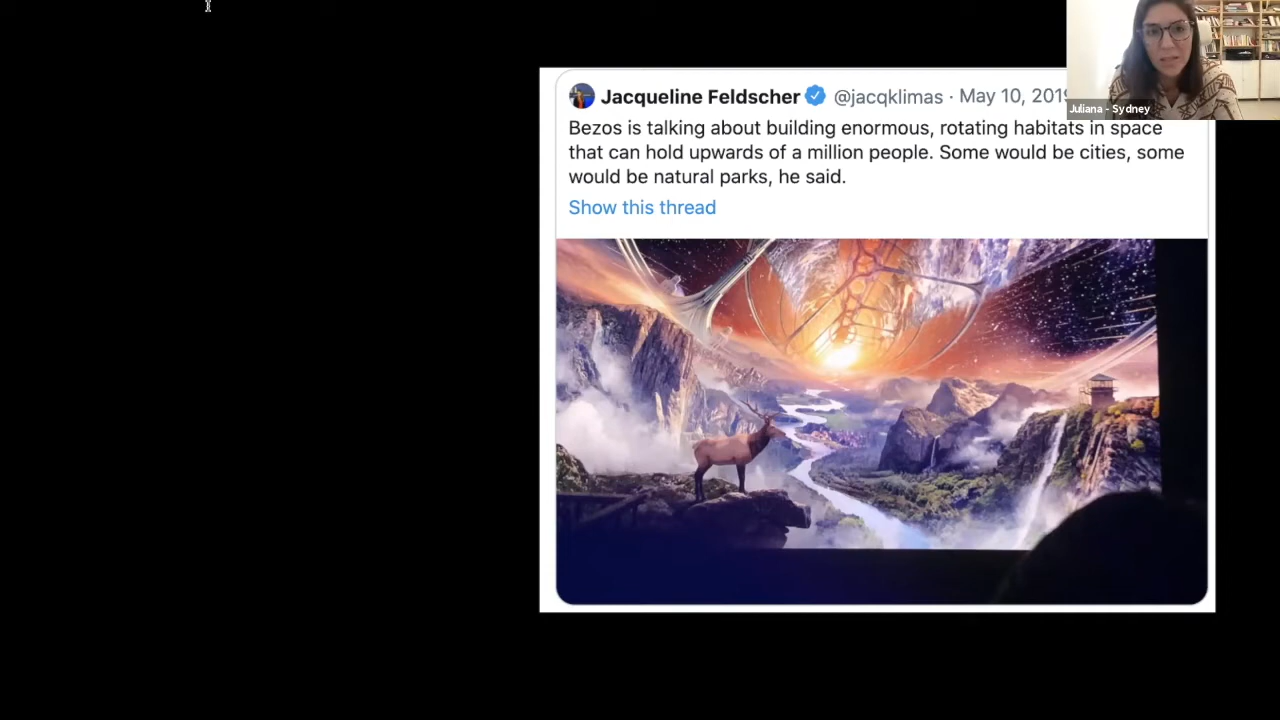 Jacqueline Feldscher @jacqklimas · May 10, 2019
Bezos is talking about building enormous, rotating habitats in space
that can hold upwards of a million people. Some would be cities, some
would be natural parks, he said.
Show this thread
Juliana - Sydney